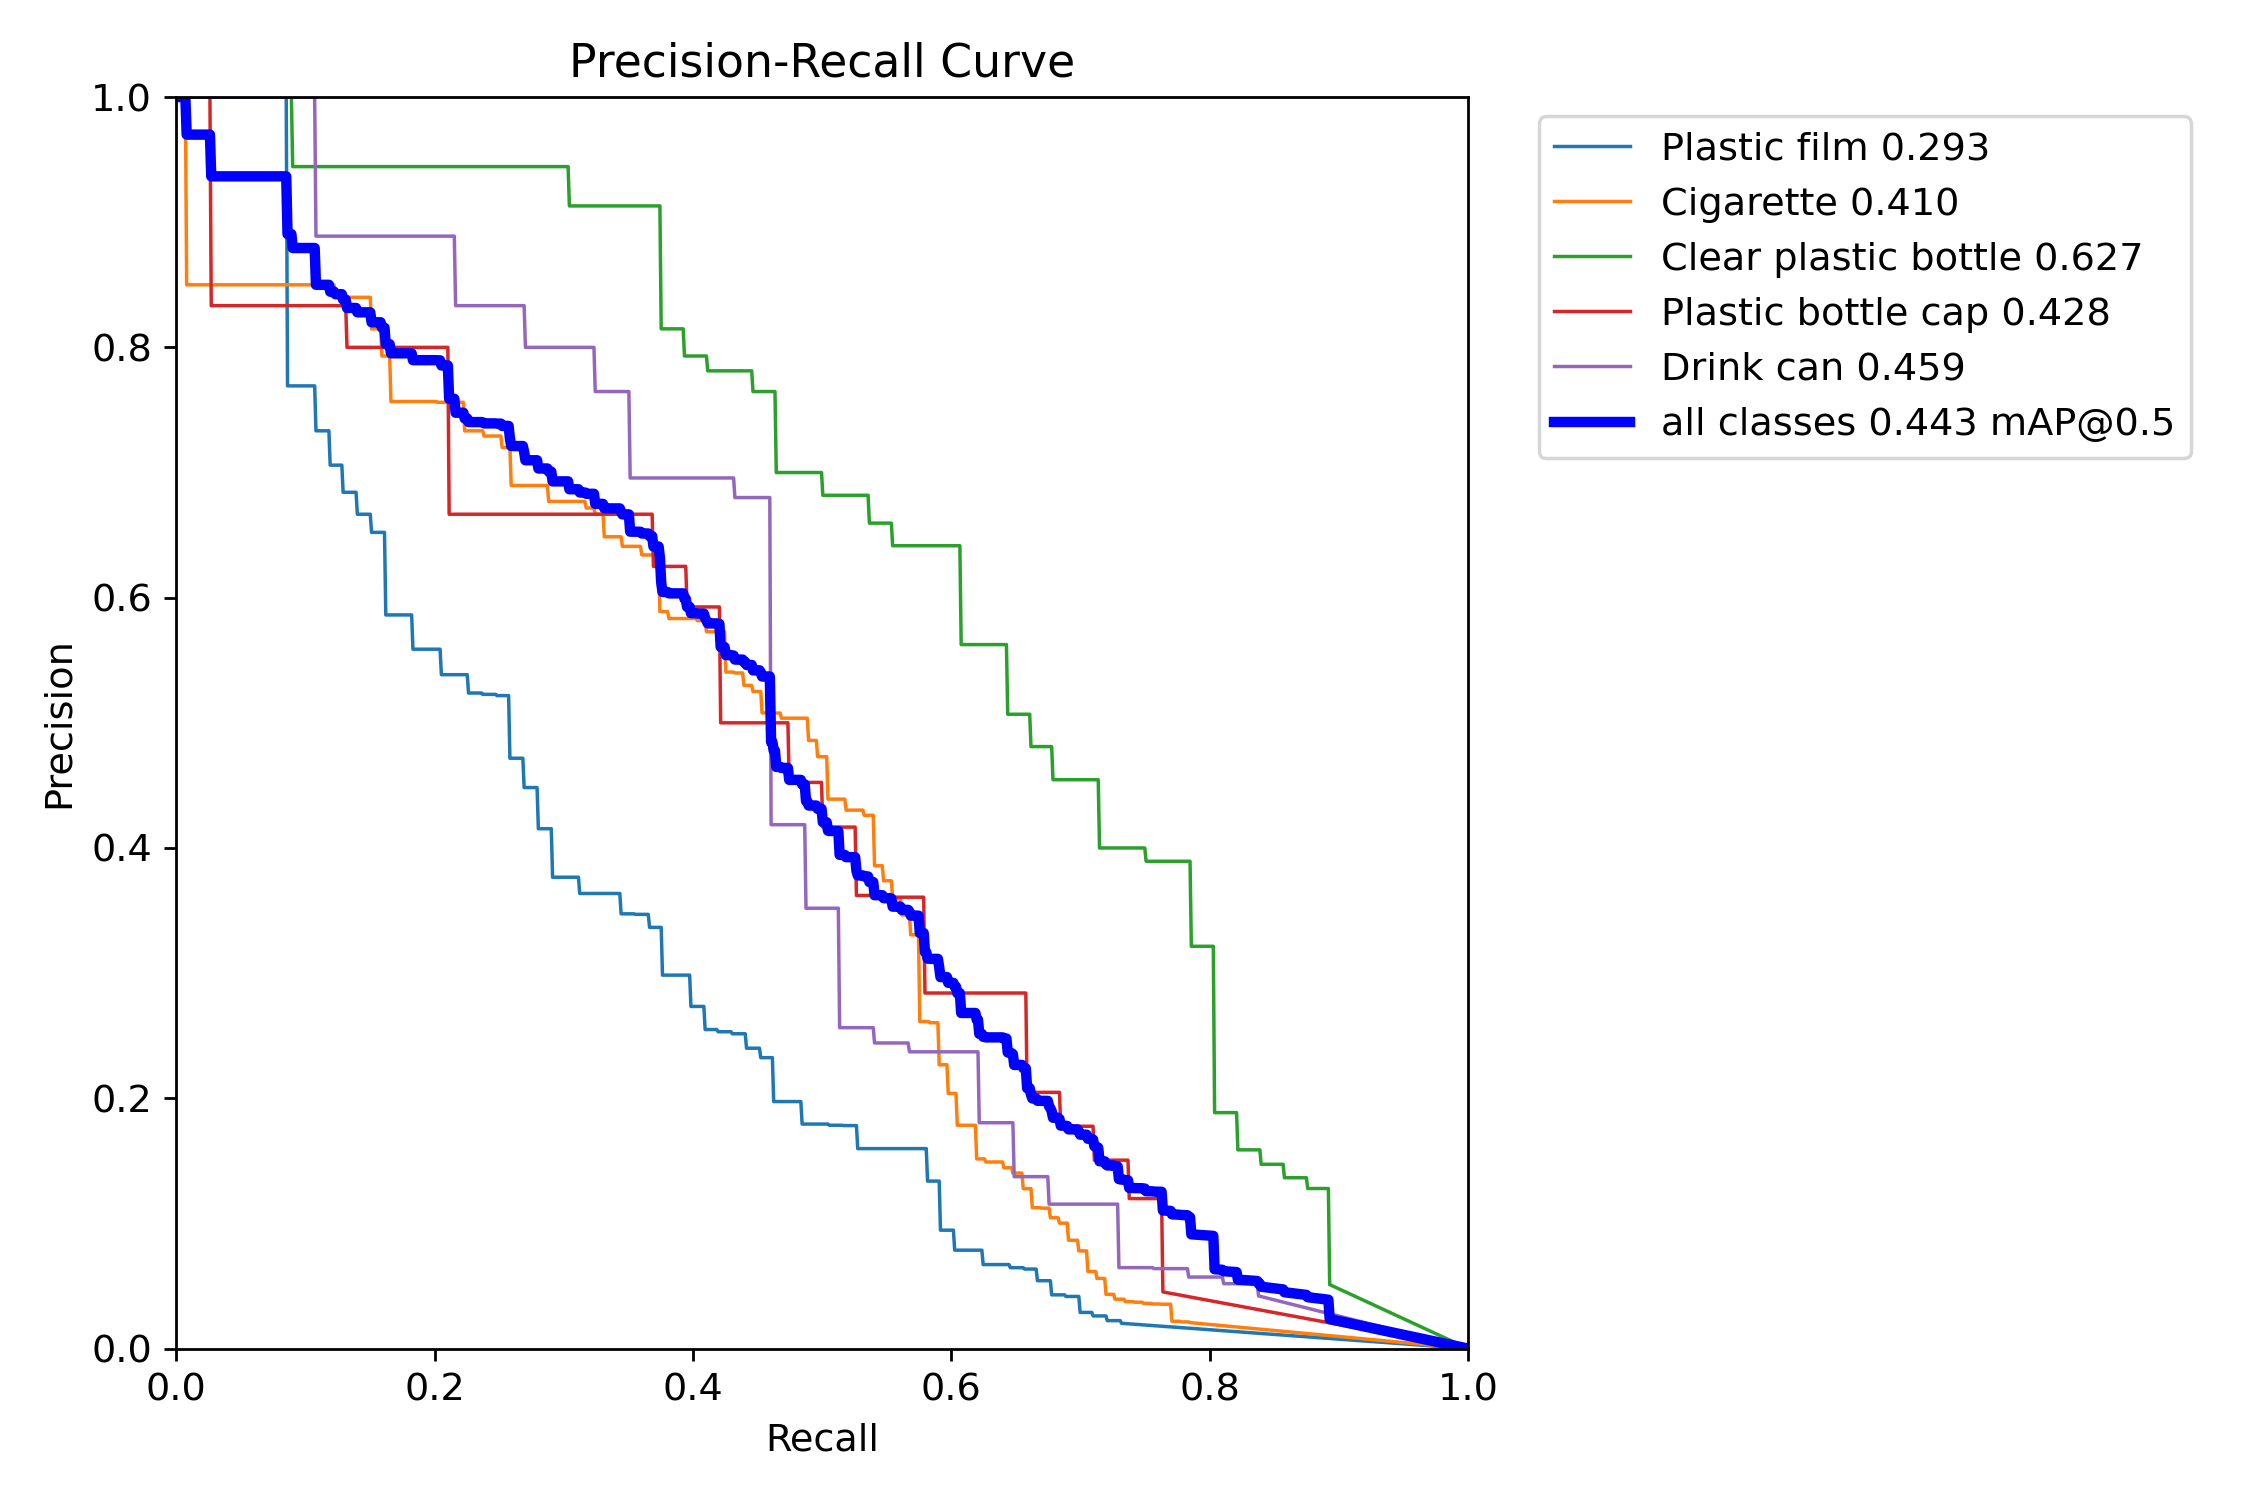 Precision-Recall Curve
1.0
0.8
0.6
0.4
0.2
0.0
Precision
0.0 0.2 0.4 0.6 0.8 1.0
Recall
Plastic film 0.293
Cigarette 0.410
Clear plastic bottle 0.627
Plastic bottle cap 0.428
Drink can 0.459
all classes 0.443 mAP@0.5